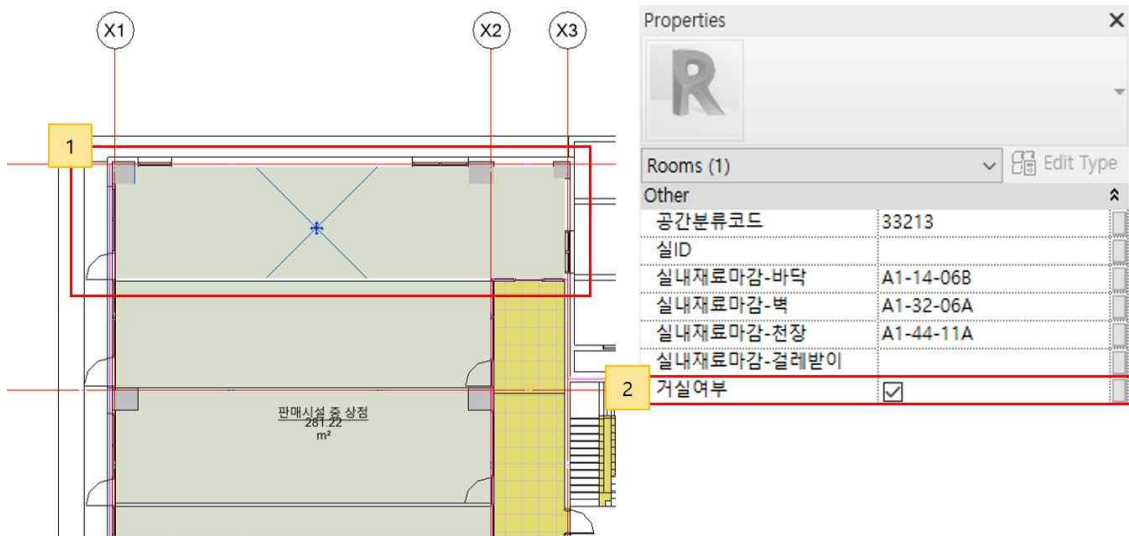 X1
X2
X3
1
판매시설 중 상점
281.22
m²
Properties
R
Rooms (1)
Edit Type
Other
공간분류코드 33213
실ID
실내재료마감-바닥 A1-14-06B
실내재료마감-벽 A1-32-06A
실내재료마감-천장 A1-44-11A
실내재료마감-걸레받이
2
거실여부